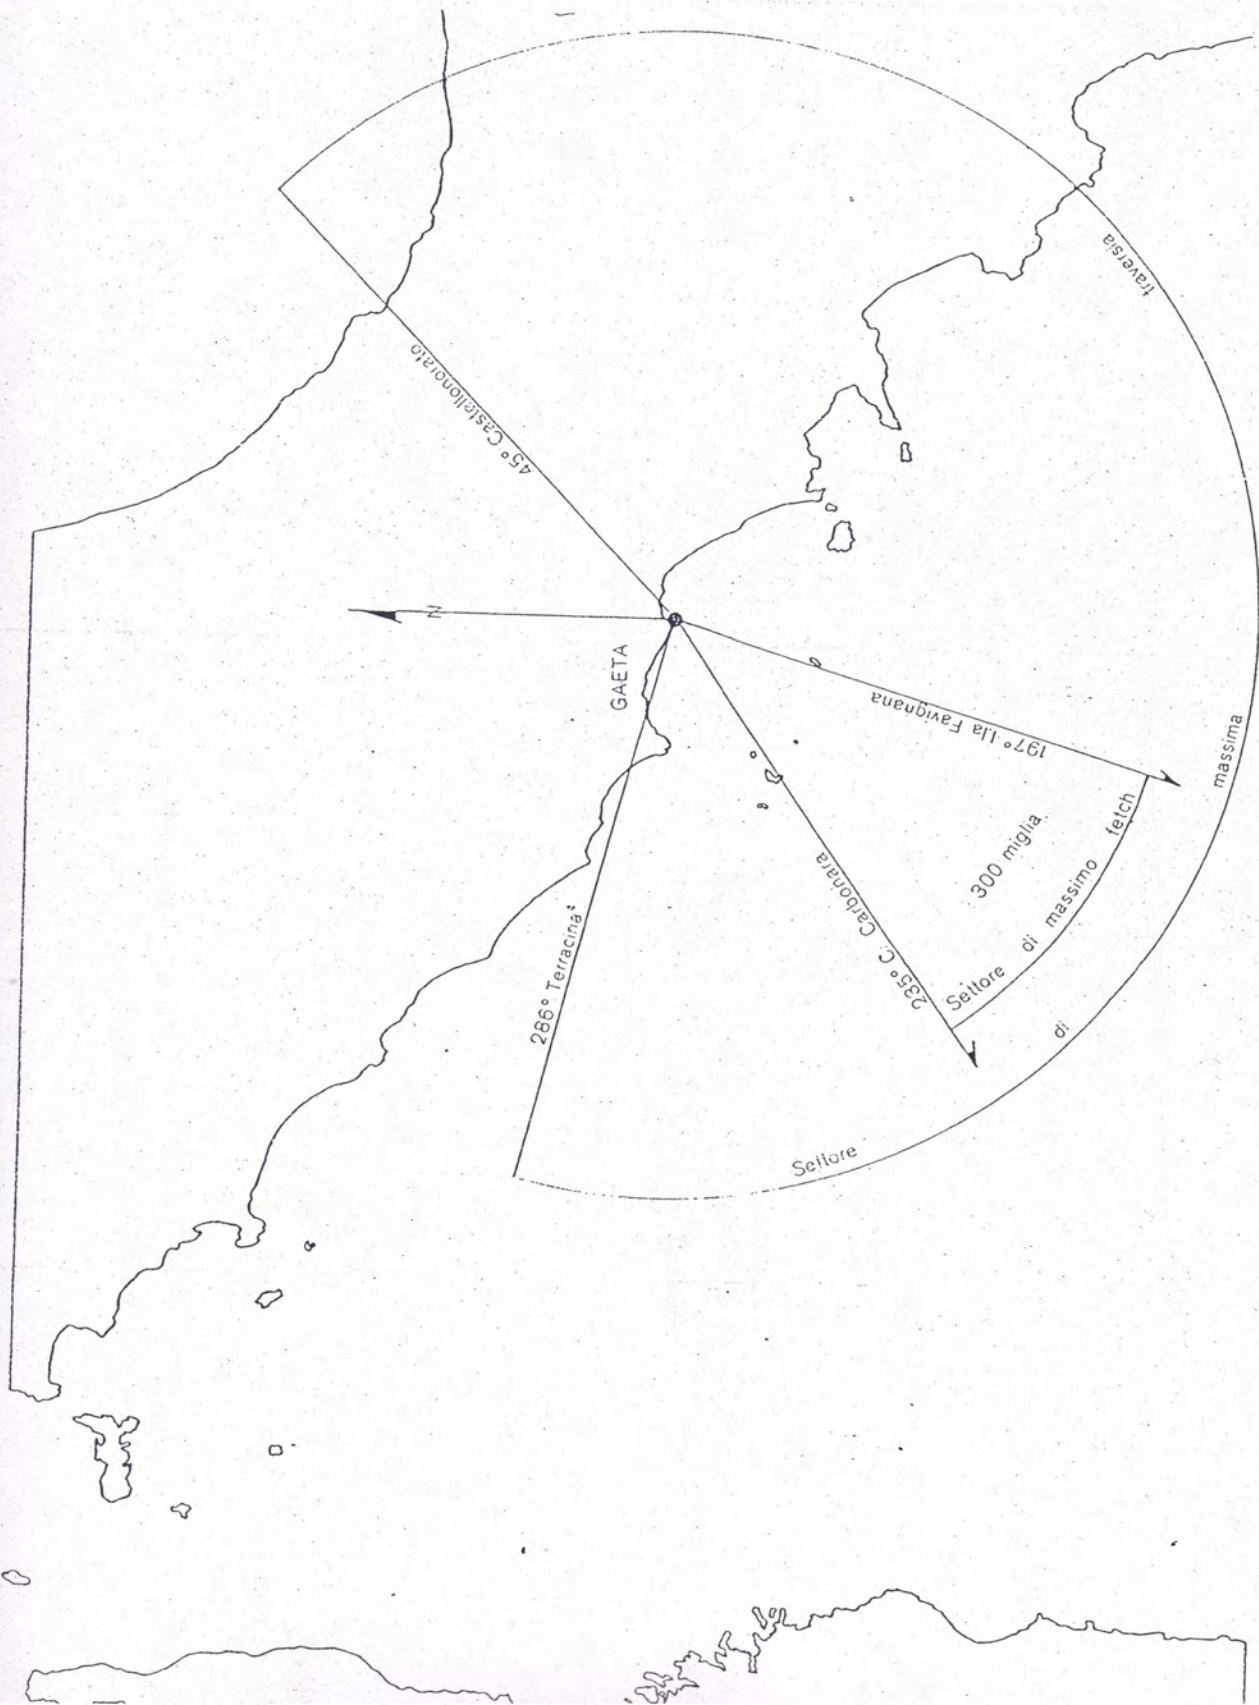 45° Castellonorato
N
GAETA
286° Terracina
235° C. Carbonara
197° I.la Favignana
300 miglia
Settore di massimo fetch
Settore di massima traversia